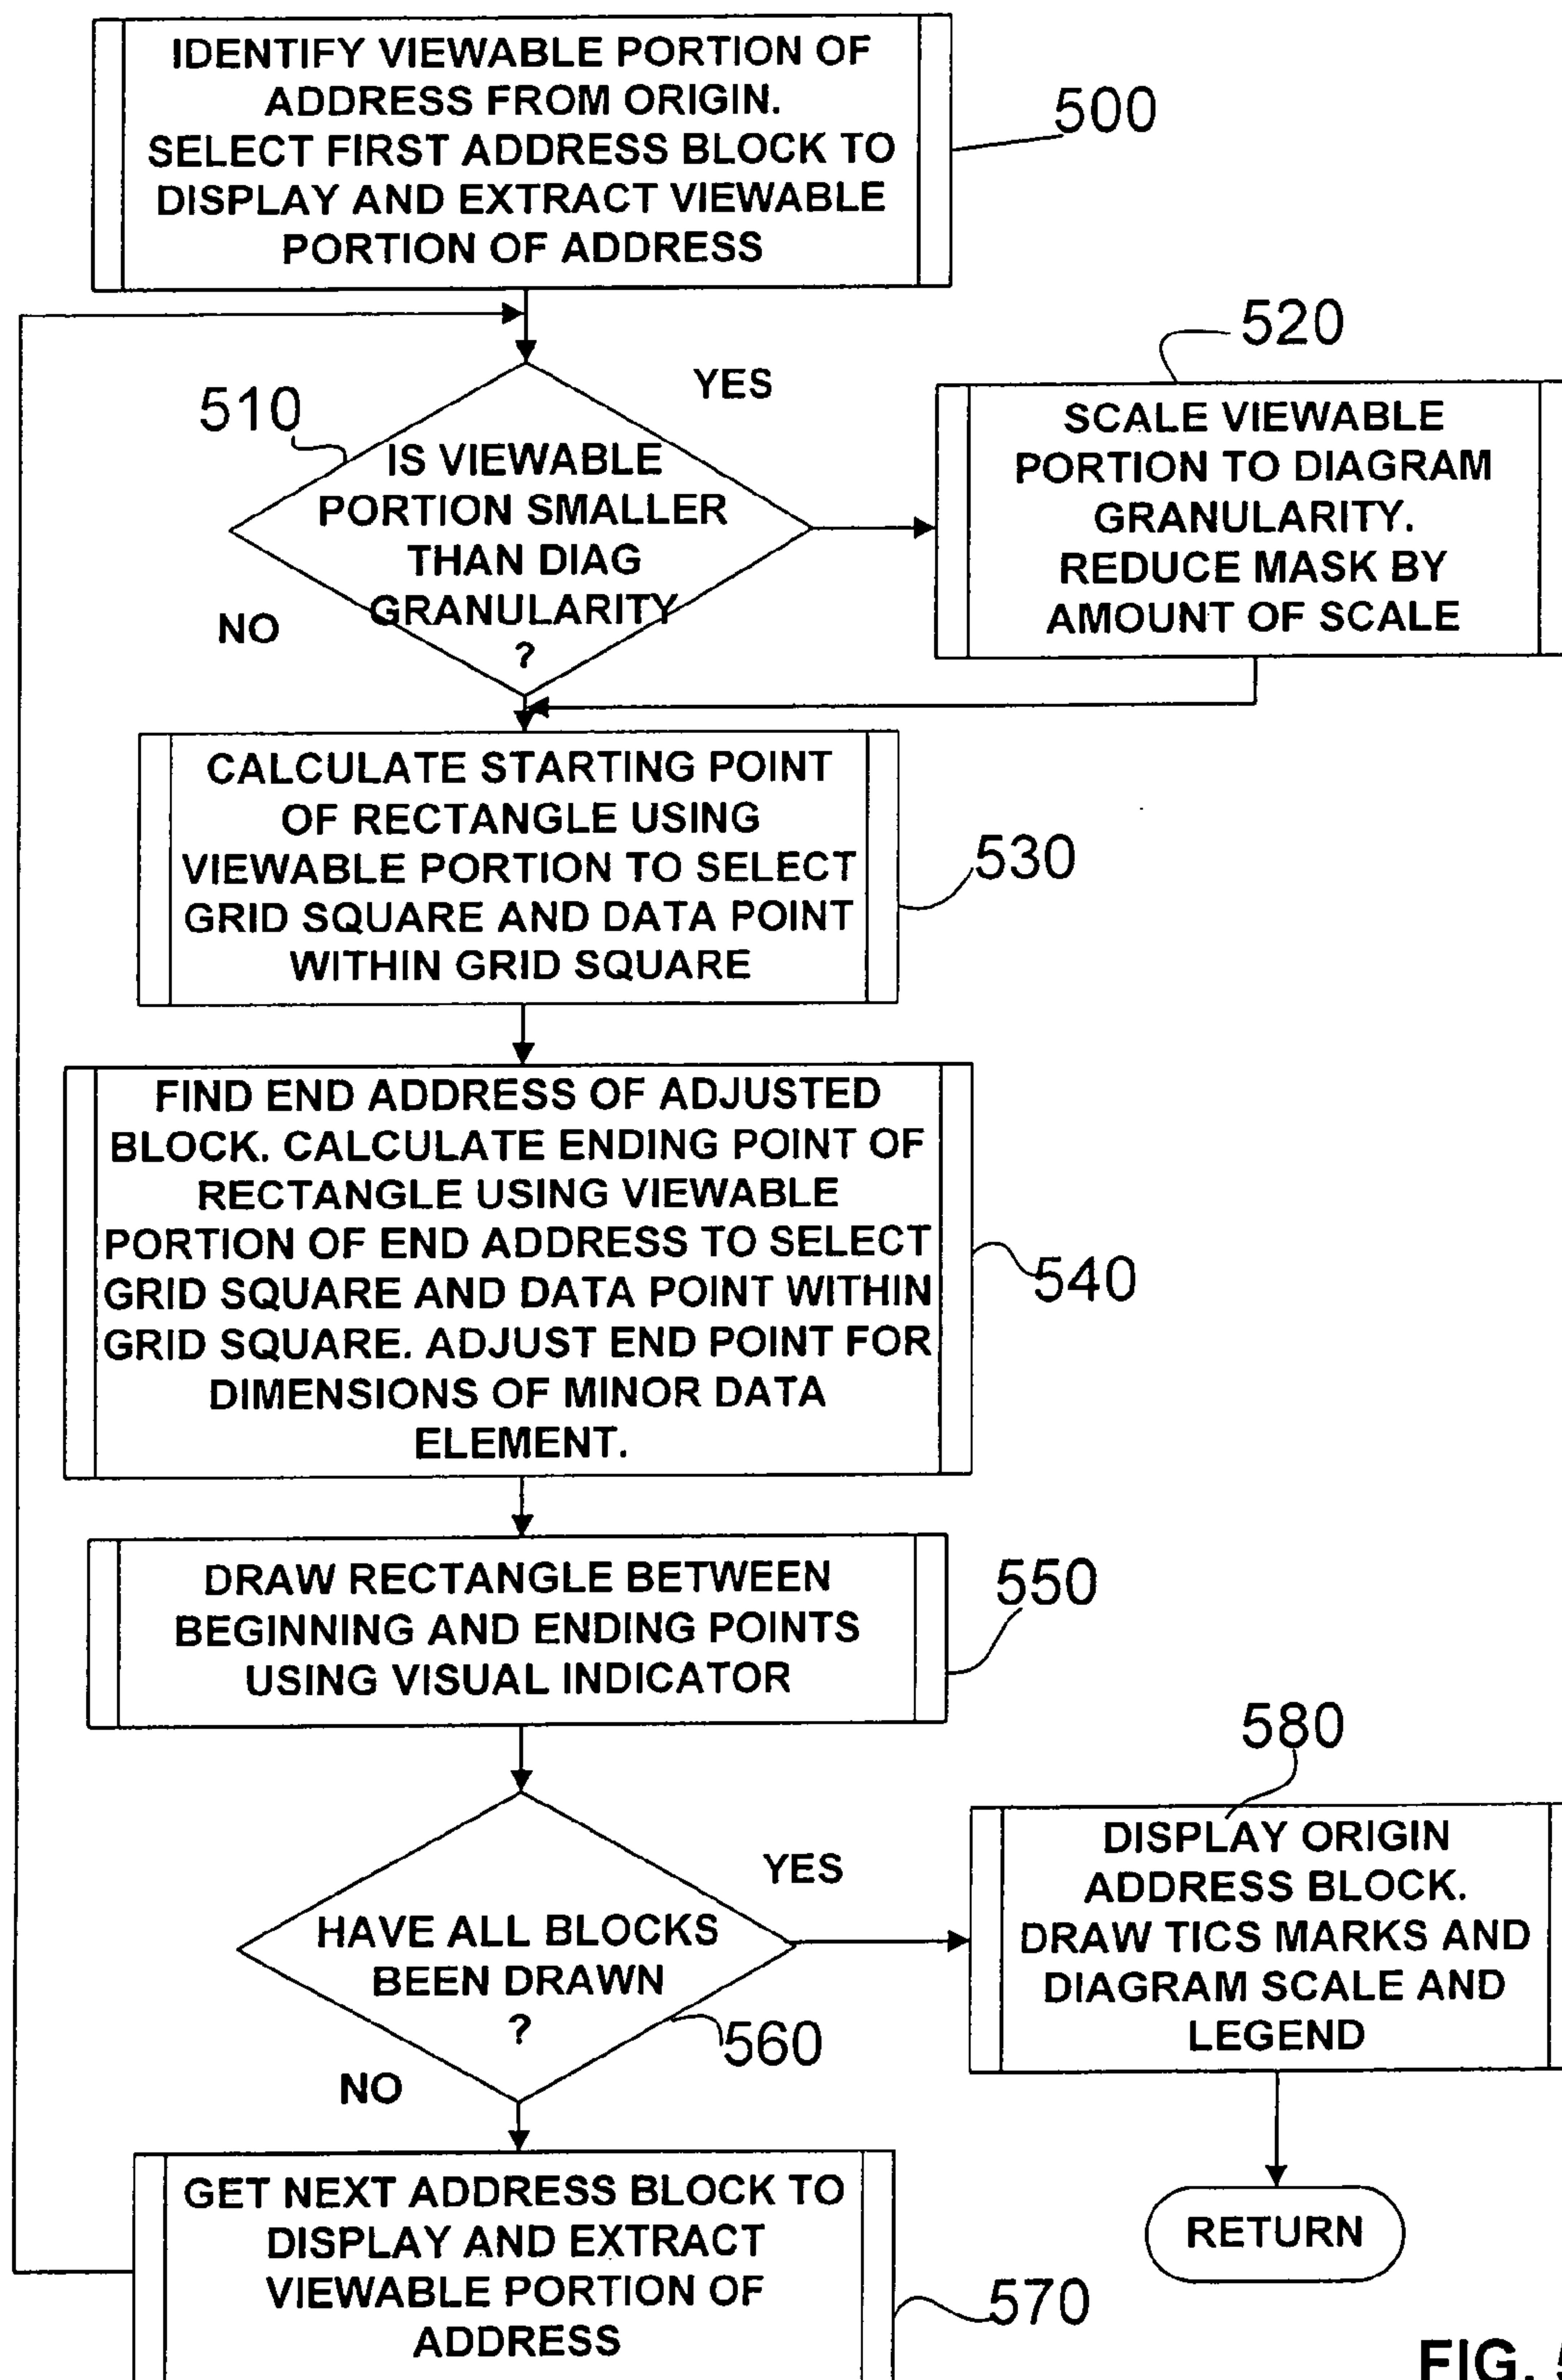 IDENTIFY VIEWABLE PORTION OF
ADDRESS FROM ORIGIN.
SELECT FIRST ADDRESS BLOCK TO
DISPLAY AND EXTRACT VIEWABLE
PORTION OF ADDRESS
500
510
IS VIEWABLE
PORTION SMALLER
THAN DIAG
GRANULARITY
?
YES
NO
520
SCALE VIEWABLE
PORTION TO DIAGRAM
GRANULARITY.
REDUCE MASK BY
AMOUNT OF SCALE
CALCULATE STARTING POINT
OF RECTANGLE USING
VIEWABLE PORTION TO SELECT
GRID SQUARE AND DATA POINT
WITHIN GRID SQUARE
530
FIND END ADDRESS OF ADJUSTED
BLOCK. CALCULATE ENDING POINT OF
RECTANGLE USING VIEWABLE
PORTION OF END ADDRESS TO SELECT
GRID SQUARE AND DATA POINT WITHIN
GRID SQUARE. ADJUST END POINT FOR
DIMENSIONS OF MINOR DATA
ELEMENT.
540
DRAW RECTANGLE BETWEEN
BEGINNING AND ENDING POINTS
USING VISUAL INDICATOR
550
HAVE ALL BLOCKS
BEEN DRAWN
?
560
YES
NO
580
DISPLAY ORIGIN
ADDRESS BLOCK.
DRAW TICS MARKS AND
DIAGRAM SCALE AND
LEGEND
RETURN
GET NEXT ADDRESS BLOCK TO
DISPLAY AND EXTRACT
VIEWABLE PORTION OF
ADDRESS
570
FIG.